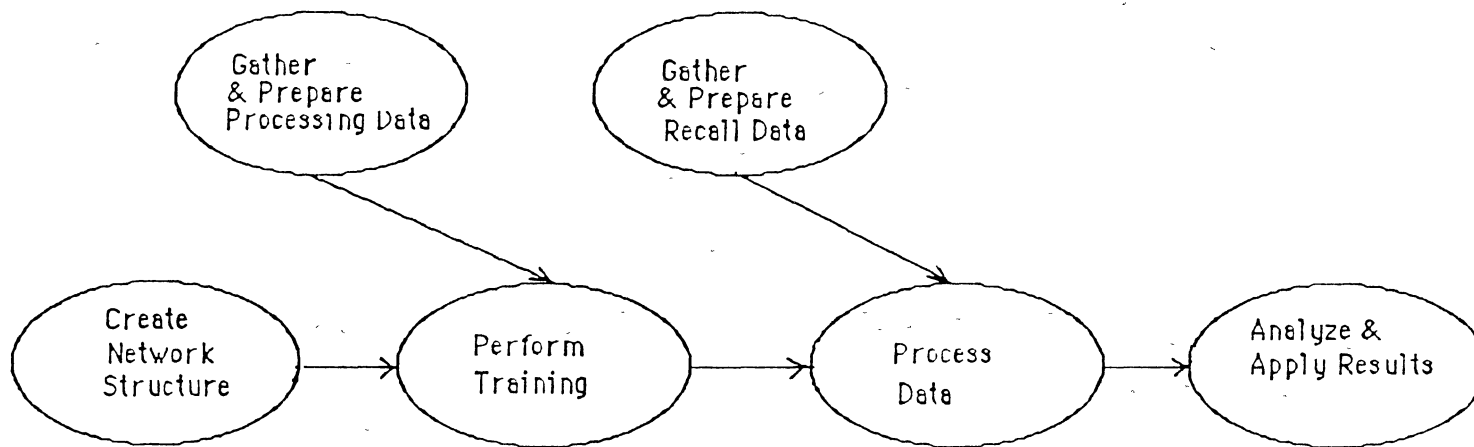 Gather
& Prepare
Processing Data
Gather
& Prepare
Recall Data
Create
Network
Structure
Perform
Training
Process
Data
Analyze &
Apply Results